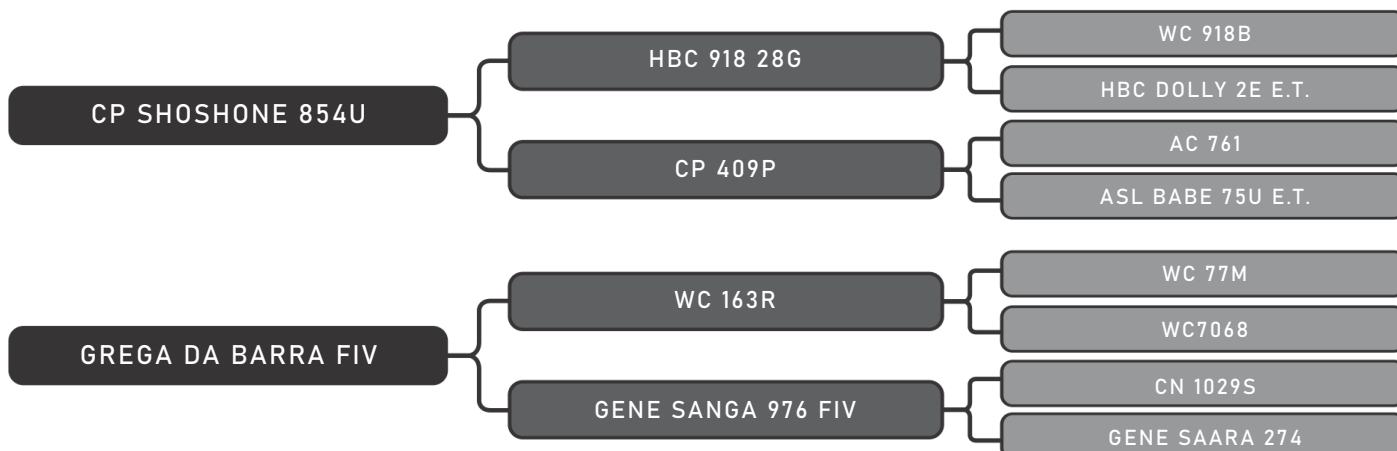 WC 918B
HBC 918 28G
HBC DOLLY 2E E.T.
CP SHOSHONE 854U
AC 761
CP 409P
ASL BABE 75U E.T.
WC 77M
WC 163R
WC7068
GREGA DA BARRA FIV
CN 1029S
GENE SANGA 976 FIV
GENE SAARA 274